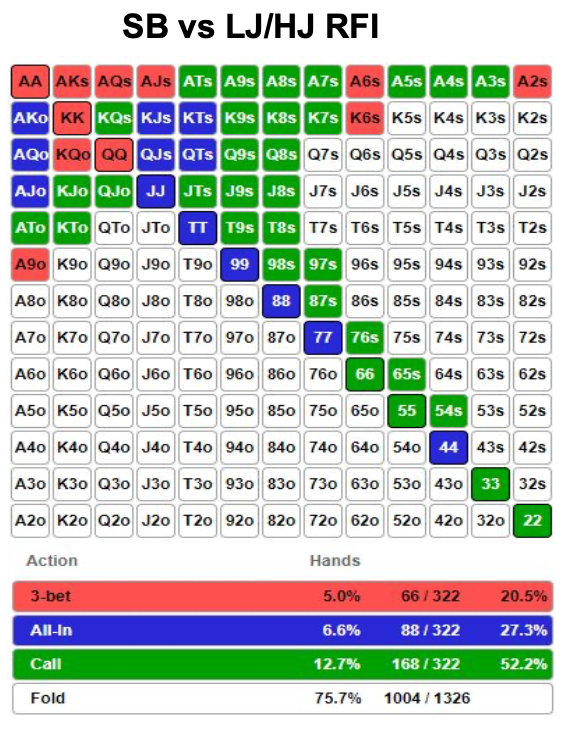 SB vs LJ/HJ RFI
AA AKs AQs AJs ATs A9s A8s A7s A6s A5s A4s A3s A2s
AKo KK KQs KJs KTs K9s K8s K7s K6s K5s K4s K3s K2s
AQo KQo QQ QJs QTs Q9s Q8s Q7s Q6s Q5s Q4s Q3s Q2s
AJo KJo QJo JJ JTs J9s J8s J7s J6s J5s J4s J3s J2s
ATo KTo QTo JTo TT T9s T8s T7s T6s T5s T4s T3s T2s
A9o K9o Q9o J9o T9o 99 98s 97s 96s 95s 94s 93s 92s
A8o K8o Q8o J8o T8o 98o 88 87s 86s 85s 84s 83s 82s
A7o K7o Q7o J7o T7o 97o 87o 77 76s 75s 74s 73s 72s
A6o K6o Q6o J6o T6o 96o 86o 76o 66 65s 64s 63s 62s
A5o K5o Q5o J5o T5o 95o 85o 75o 65o 55 54s 53s 52s
A4o K4o Q4o J4o T4o 94o 84o 74o 64o 54o 44 43s 42s
A3o K3o Q3o J3o T3o 93o 83o 73o 63o 53o 43o 33 32s
A2o K2o Q2o J2o T2o 92o 82o 72o 62o 52o 42o 32o 22
Action Hands
3-bet 5.0% 66 / 322 20.5%
All-In 6.6% 88 / 322 27.3%
Call 12.7% 168 / 322 52.2%
Fold 75.7% 1004 / 1326